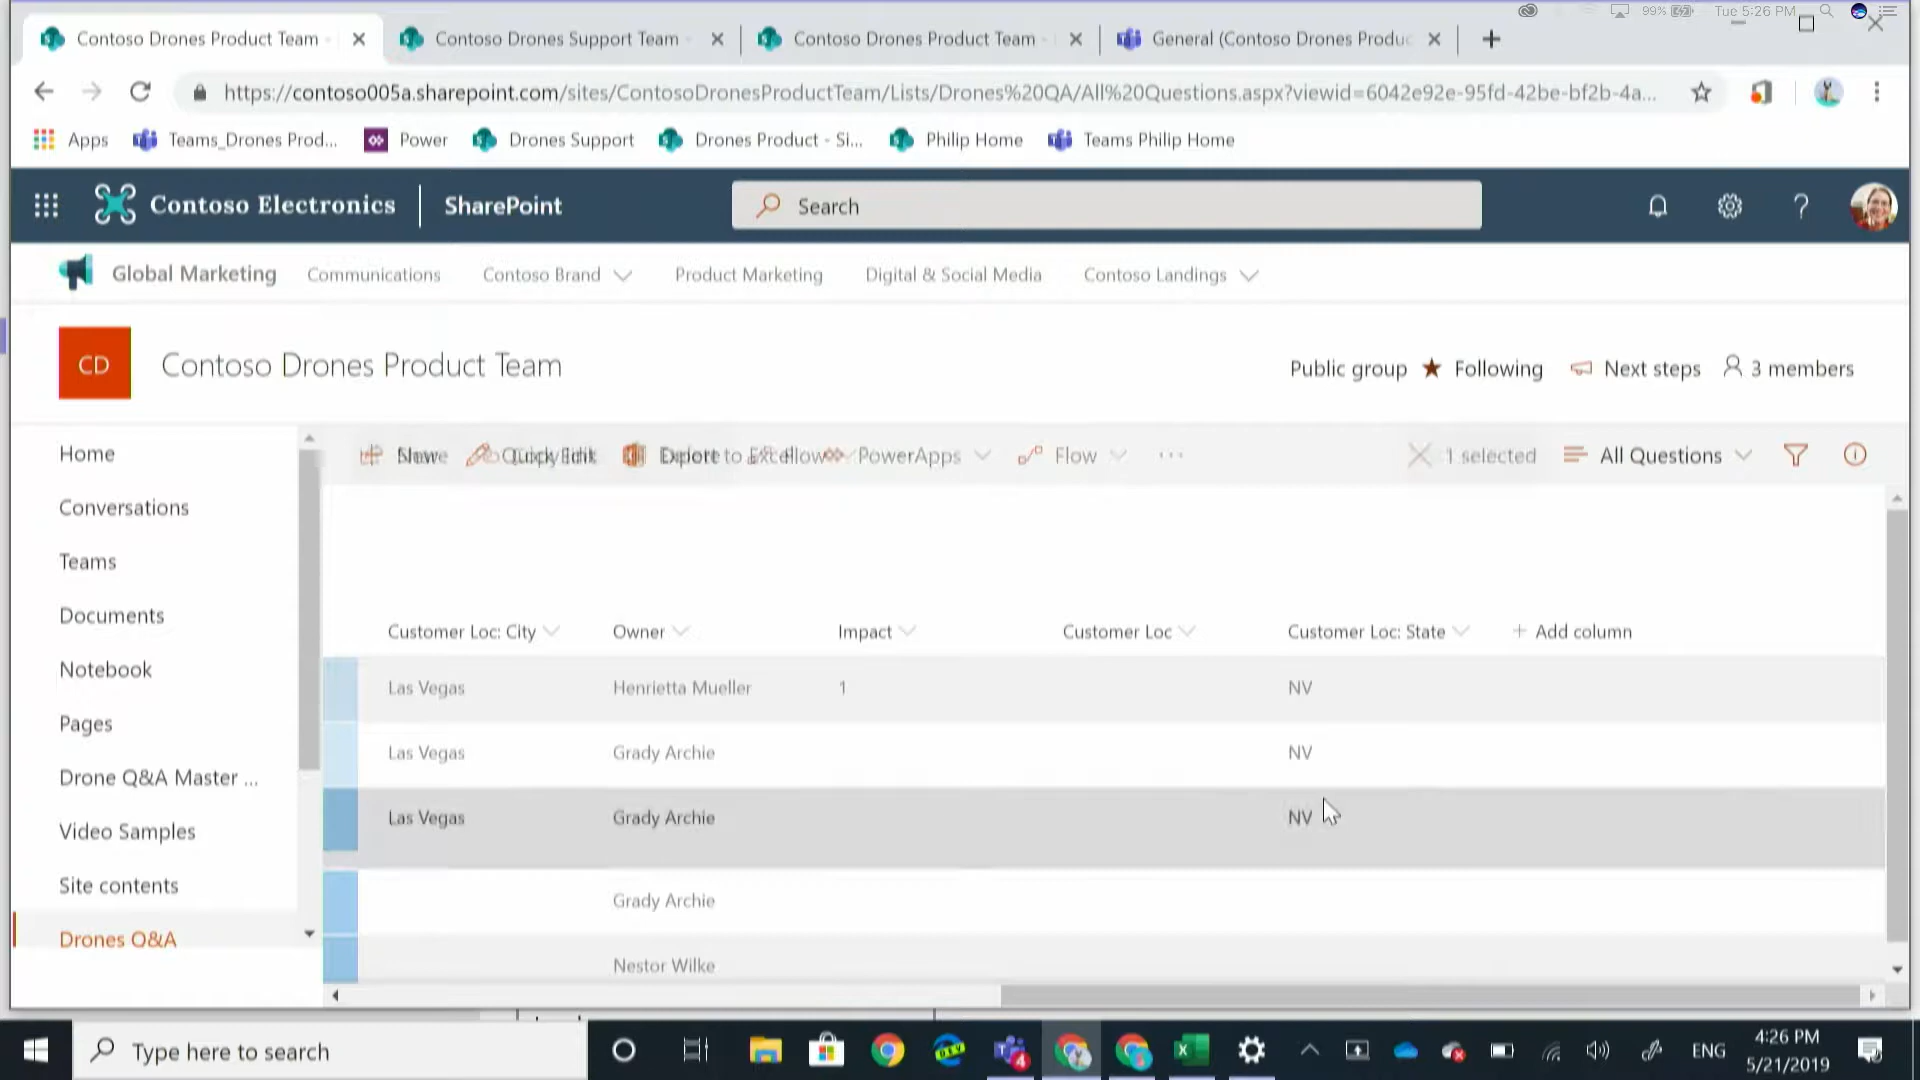 99% Tue 5:26 PM
Contoso Drones Product Team - Contoso Drones Support Team - Contoso Drones Product Team - General (Contoso Drones Produc
https://contoso005a.sharepoint.com/sites/ContosoDronesProductTeam/Lists/Drones%20QA/All%20Questions.aspx?viewid=6042e92e-95fd-42be-bf2b-4a...
Apps Teams_Drones Prod... Power Drones Support Drones Product - Si... Philip Home Teams Philip Home
Contoso Electronics SharePoint Search ?
Global Marketing Communications Contoso Brand Product Marketing Digital & Social Media Contoso Landings
CD Contoso Drones Product Team Public group Following Next steps 3 members
Home
Conversations
Teams
Documents
Notebook
Pages
Drone Q&A Master ...
Video Samples
Site contents
Drones Q&A
Quick Edit to PowerApps Flow ... 1 selected All Questions
Customer Loc: City Owner Impact Customer Loc Customer Loc: State + Add column
Las Vegas Henrietta Mueller 1 NV
Las Vegas Grady Archie NV
Las Vegas Grady Archie NV
Grady Archie
Nestor Wilke
Type here to search DEV 4 ENG 4:26 PM
5/21/2019